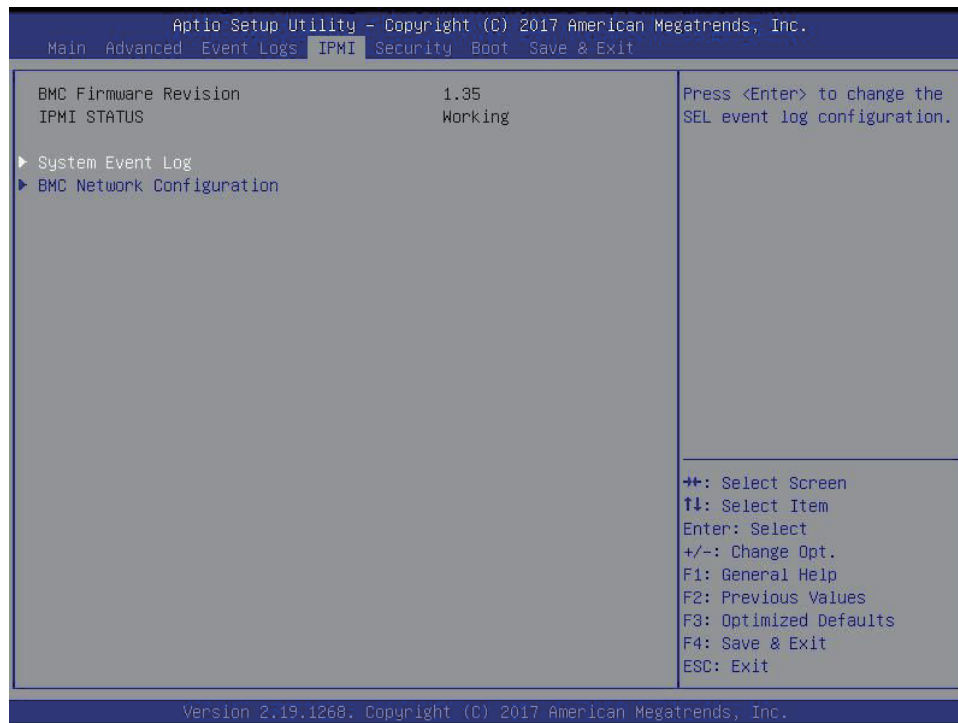 Aptio Setup Utility – Copyright (C) 2017 American Megatrends, Inc.
Main Advanced Event Logs IPMI Security Boot Save & Exit
BMC Firmware Revision 1.35
IPMI STATUS Working
System Event Log
BMC Network Configuration
Press <Enter> to change the
SEL event log configuration.
→←: Select Screen
↑↓: Select Item
Enter: Select
+/-: Change Opt.
F1: General Help
F2: Previous Values
F3: Optimized Defaults
F4: Save & Exit
ESC: Exit
Version 2.19.1268. Copyright (C) 2017 American Megatrends, Inc.